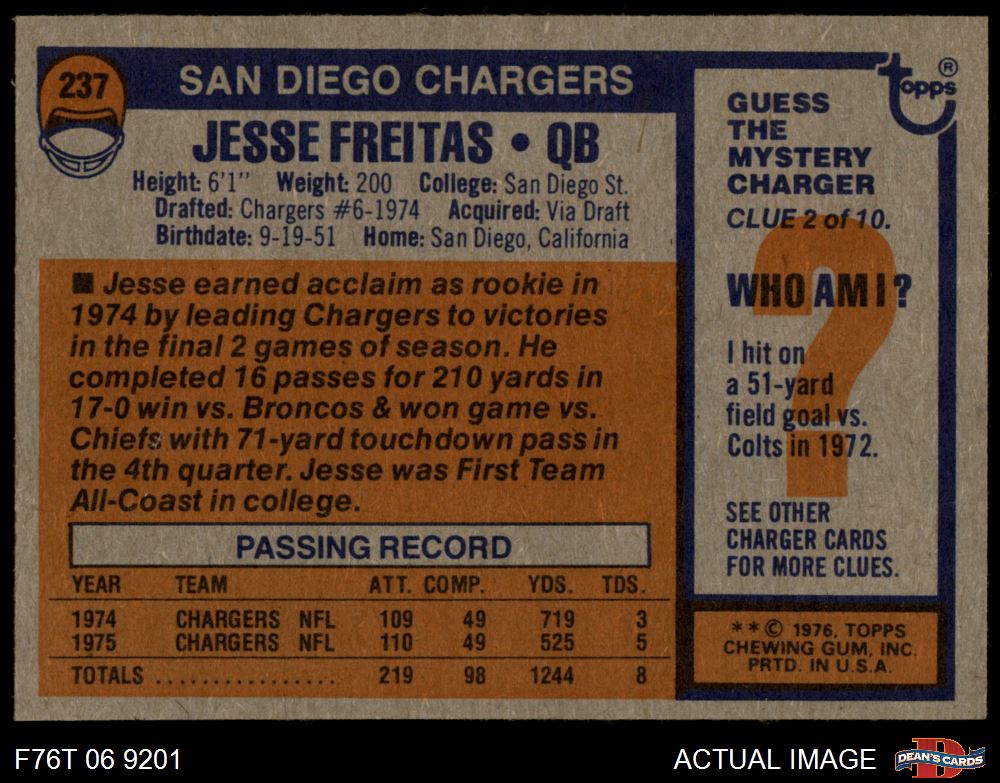 237
SAN DIEGO CHARGERS
JESSE FREITAS • QB
Height: 6'1" Weight: 200 College: San Diego St.
Drafted: Chargers #6-1974 Acquired: Via Draft
Birthdate: 9-19-51 Home: San Diego, California
■ Jesse earned acclaim as rookie in
1974 by leading Chargers to victories
in the final 2 games of season. He
completed 16 passes for 210 yards in
17-0 win vs. Broncos & won game vs.
Chiefs with 71-yard touchdown pass in
the 4th quarter. Jesse was First Team
All-Coast in college.
PASSING RECORD
YEAR TEAM ATT. COMP. YDS. TDS.
1974 CHARGERS NFL 109 49 719 3
1975 CHARGERS NFL 110 49 525 5
TOTALS ................ 219 98 1244 8
topps ®
GUESS
THE
MYSTERY
CHARGER
CLUE 2 of 10.
?
WHO AM I?
I hit on
a 51-yard
field goal vs.
Colts in 1972.
SEE OTHER
CHARGER CARDS
FOR MORE CLUES.
**© 1976, TOPPS
CHEWING GUM, INC.
PRTD. IN U.S.A.
F76T 06 9201
ACTUAL IMAGE
D
DEAN'S CARDS